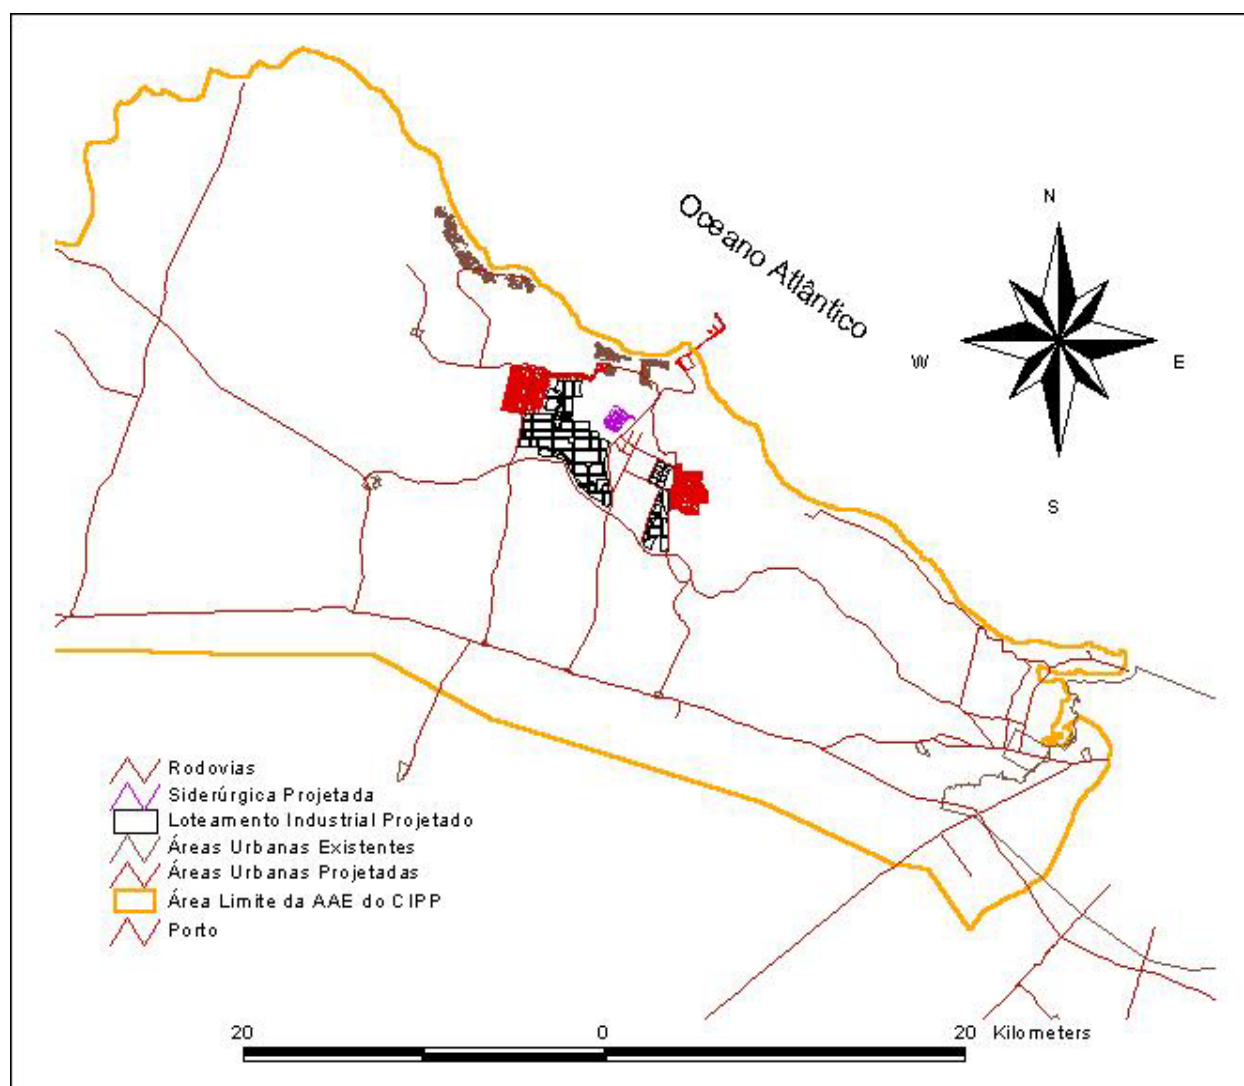 N
Oceano Atlântico
W
E
S
Rodovias
Siderúrgica Projetada
Loteamento Industrial Projetado
Áreas Urbanas Existentes
Áreas Urbanas Projetadas
Área Limite da AAE do CIPP
Porto
20 0 20 Kilometers